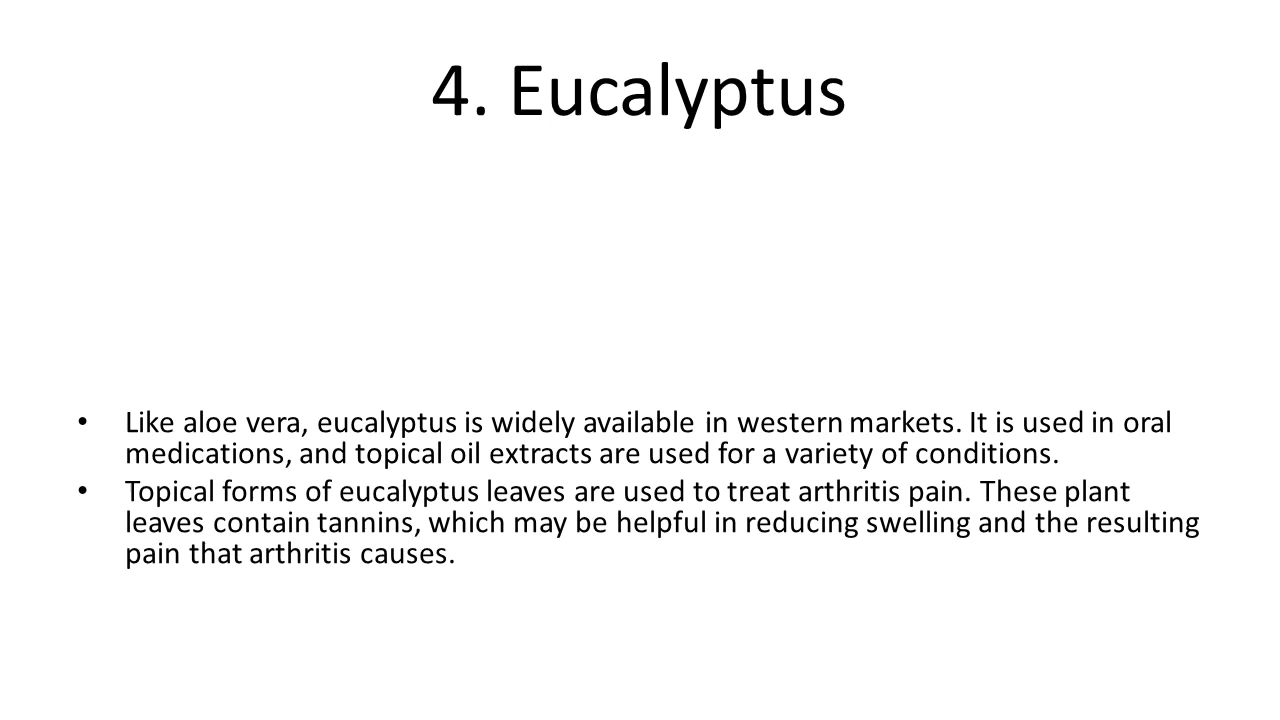 4. Eucalyptus
• Like aloe vera, eucalyptus is widely available in western markets. It is used in oral
medications, and topical oil extracts are used for a variety of conditions.
• Topical forms of eucalyptus leaves are used to treat arthritis pain. These plant
leaves contain tannins, which may be helpful in reducing swelling and the resulting
pain that arthritis causes.